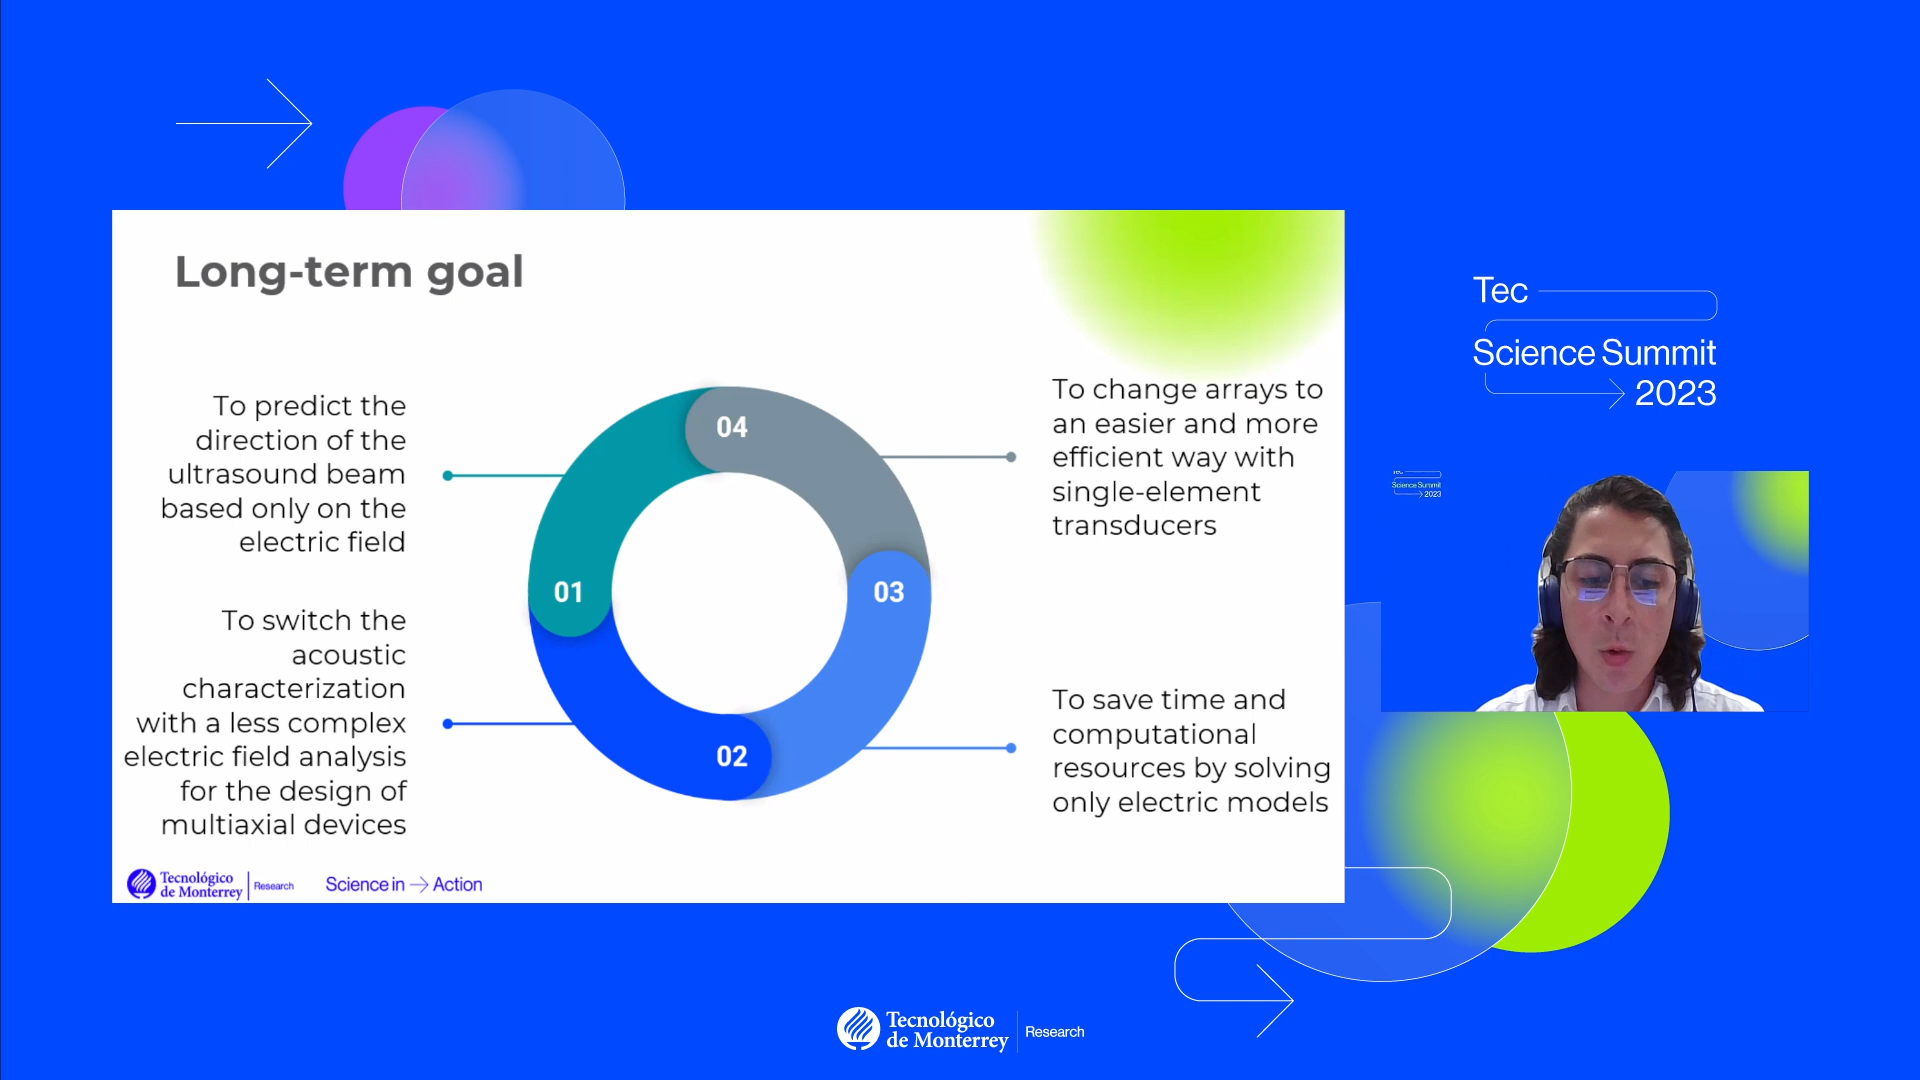 Long-term goal
To predict the
direction of the
ultrasound beam
based only on the
electric field
To switch the
acoustic
characterization
with a less complex
electric field analysis
for the design of
multiaxial devices
04
01
03
02
To change arrays to
an easier and more
efficient way with
single-element
transducers
To save time and
computational
resources by solving
only electric models
Tecnológico
de Monterrey
Research
Science in Action
Tec
Science Summit
2023
Tec
Science Summit
2023
Tecnológico
de Monterrey
Research